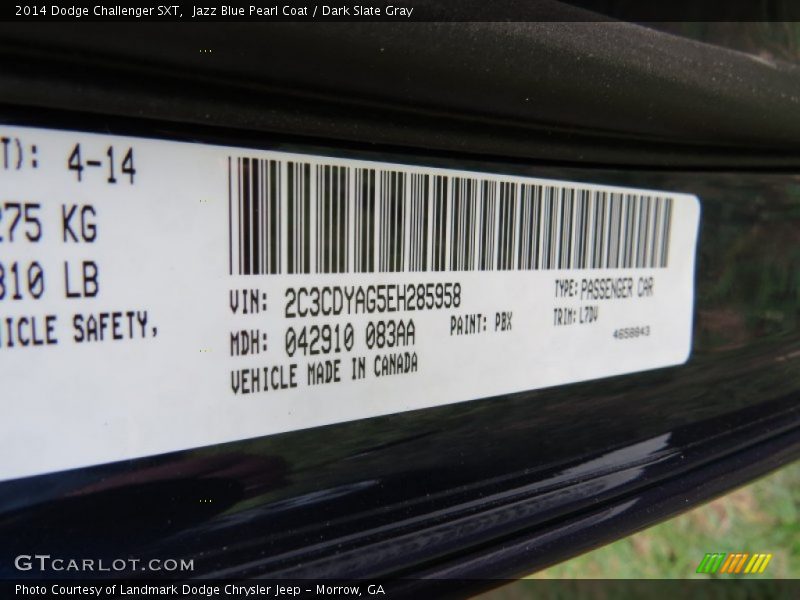 2014 Dodge Challenger SXT,  Jazz Blue Pearl Coat / Dark Slate Gray
T): 4-14
275 KG
310 LB
HICLE SAFETY,
VIN: 2C3CDYAG5EH285958
MDH: 042910 083AA
PAINT: PBX
VEHICLE MADE IN CANADA
TYPE: PASSENGER CAR
TRIM: L7DV
4658843
GTCARLOT.COM
Photo Courtesy of Landmark Dodge Chrysler Jeep - Morrow, GA